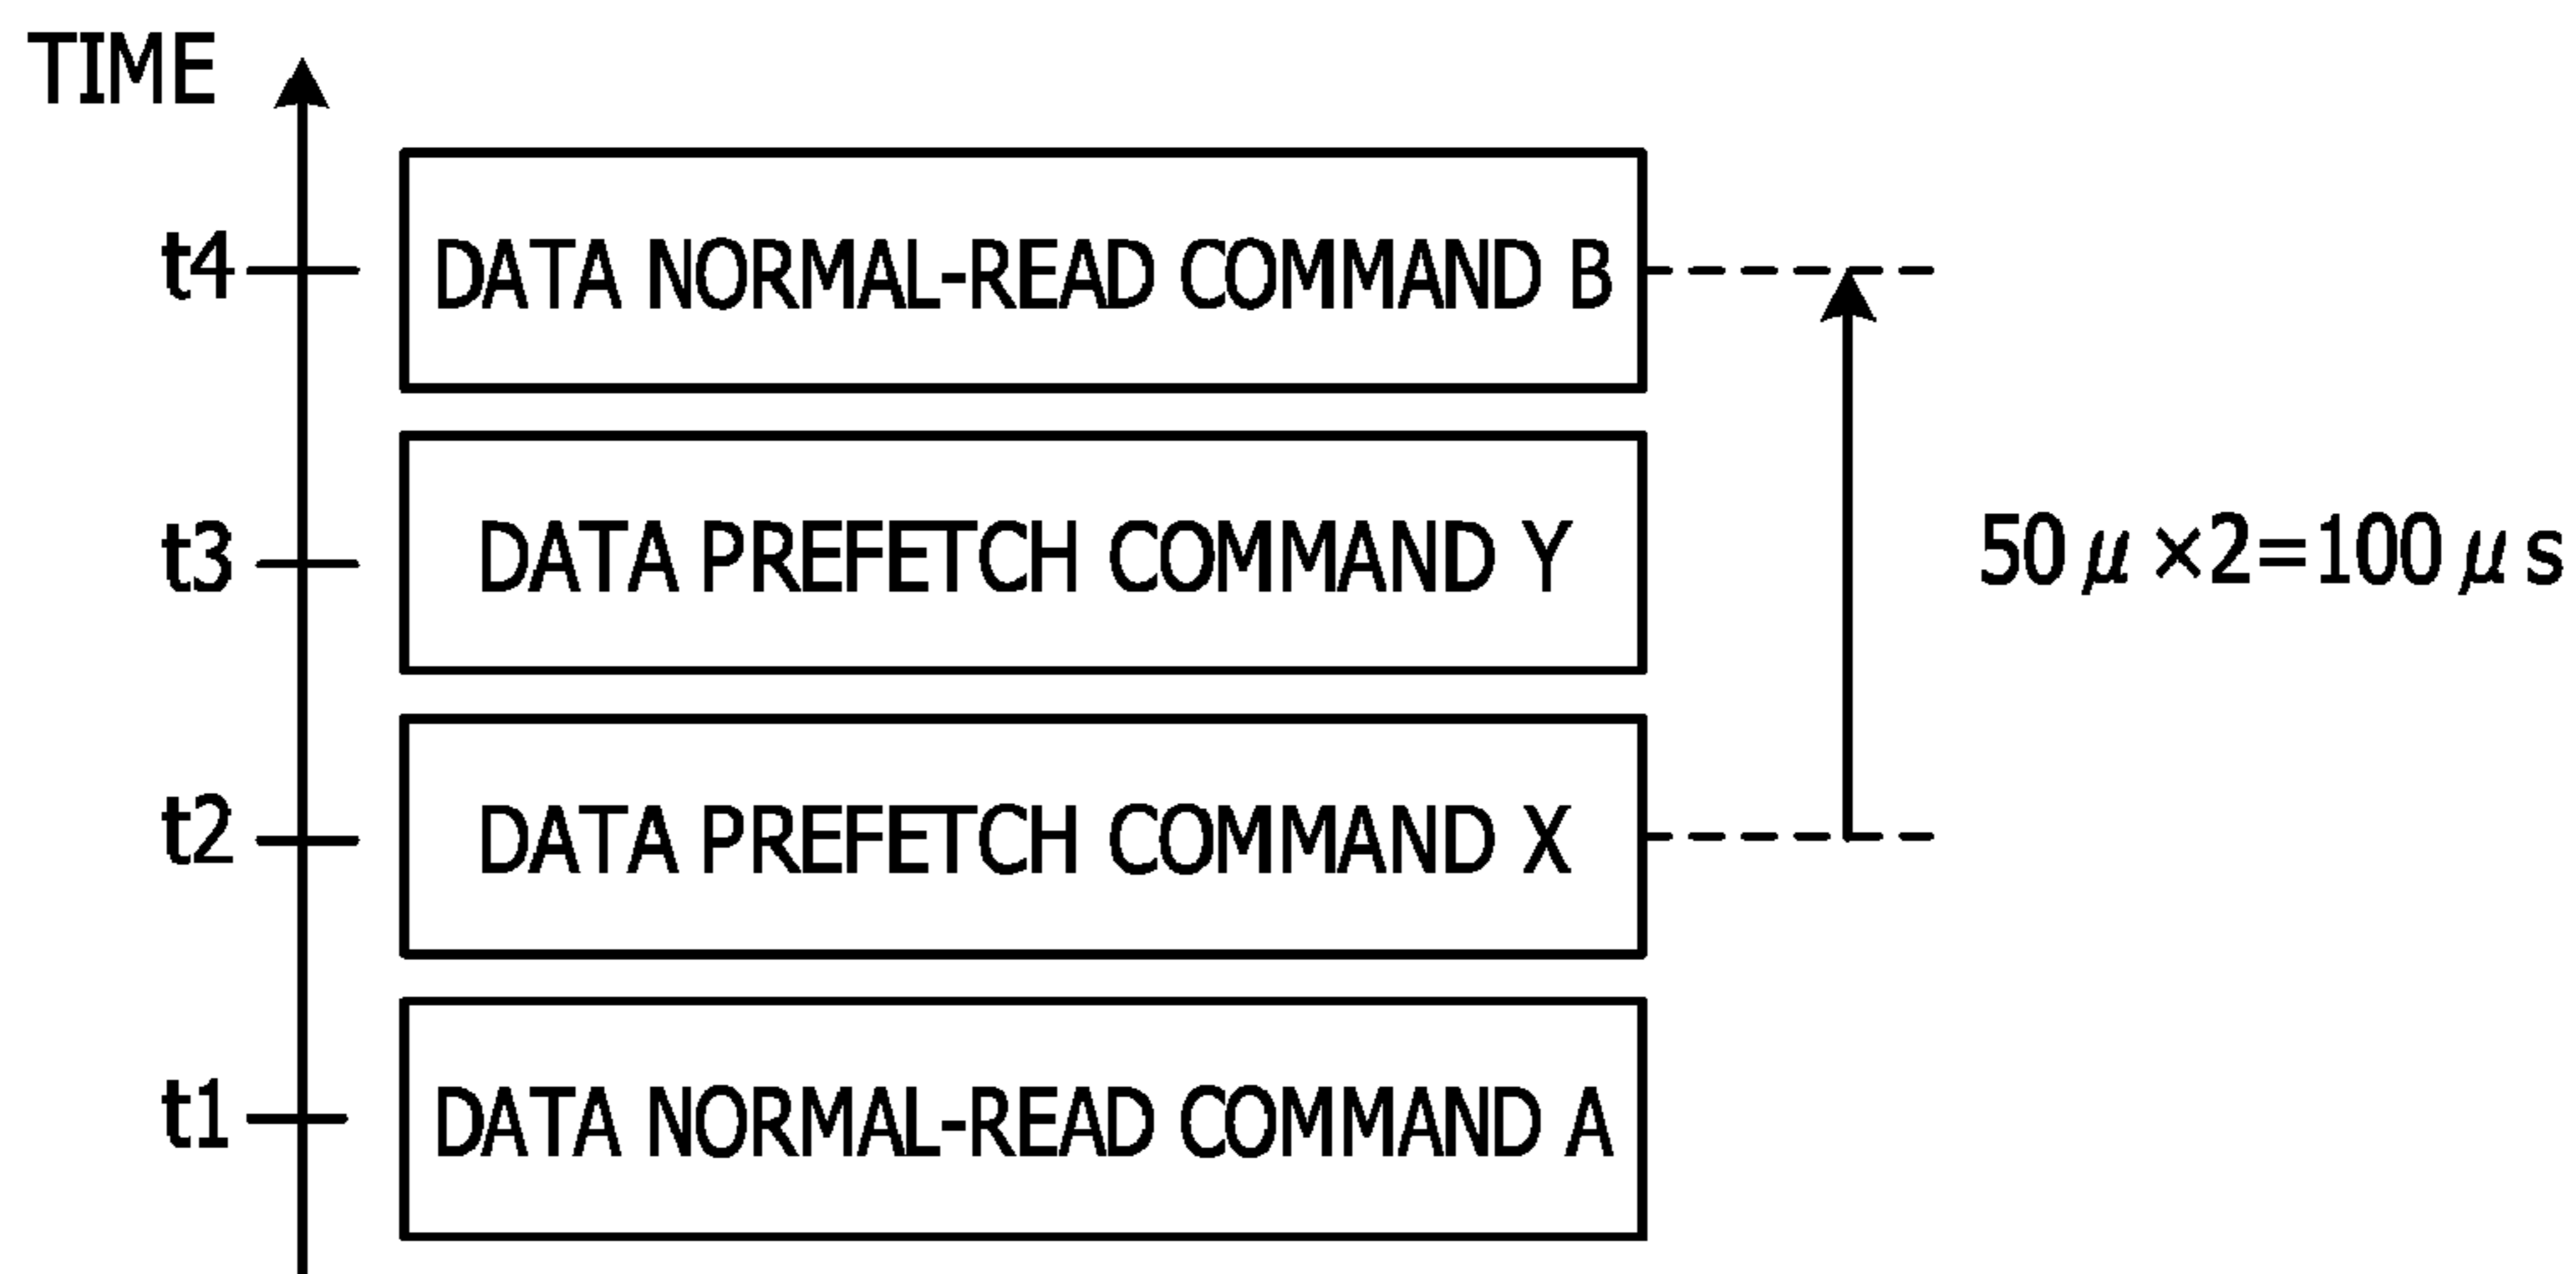 TIME
t4
DATA NORMAL-READ COMMAND B
t3
DATA PREFETCH COMMAND Y
50μ×2=100μs
t2
DATA PREFETCH COMMAND X
t1
DATA NORMAL-READ COMMAND A